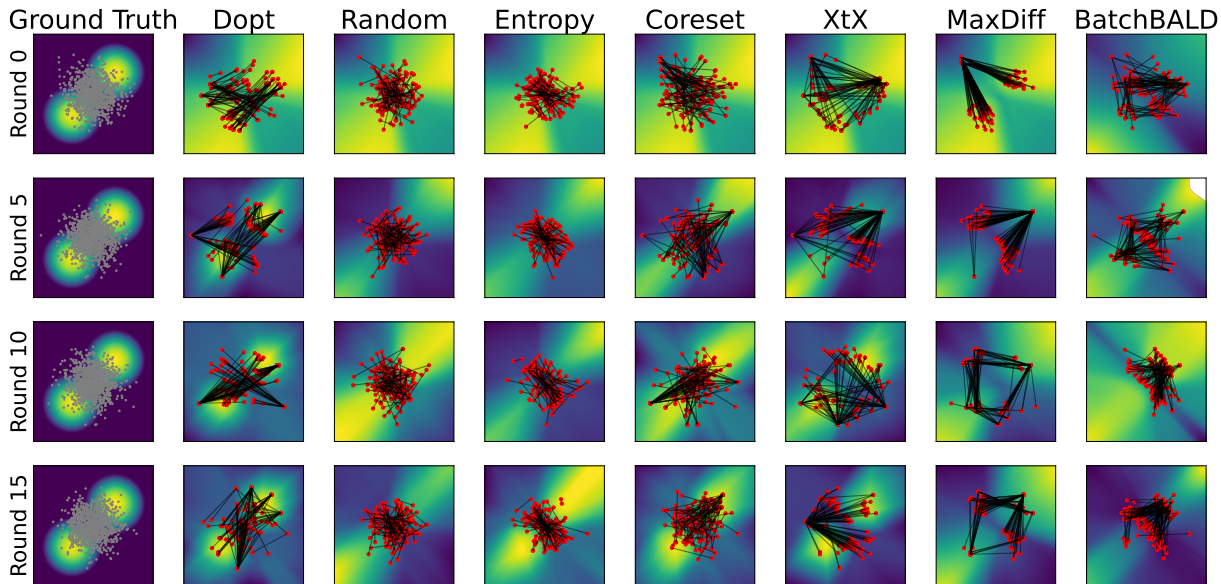 Ground Truth Dopt Random Entropy Coreset XtX MaxDiff BatchBALD
Round 0
Round 5
Round 10
Round 15